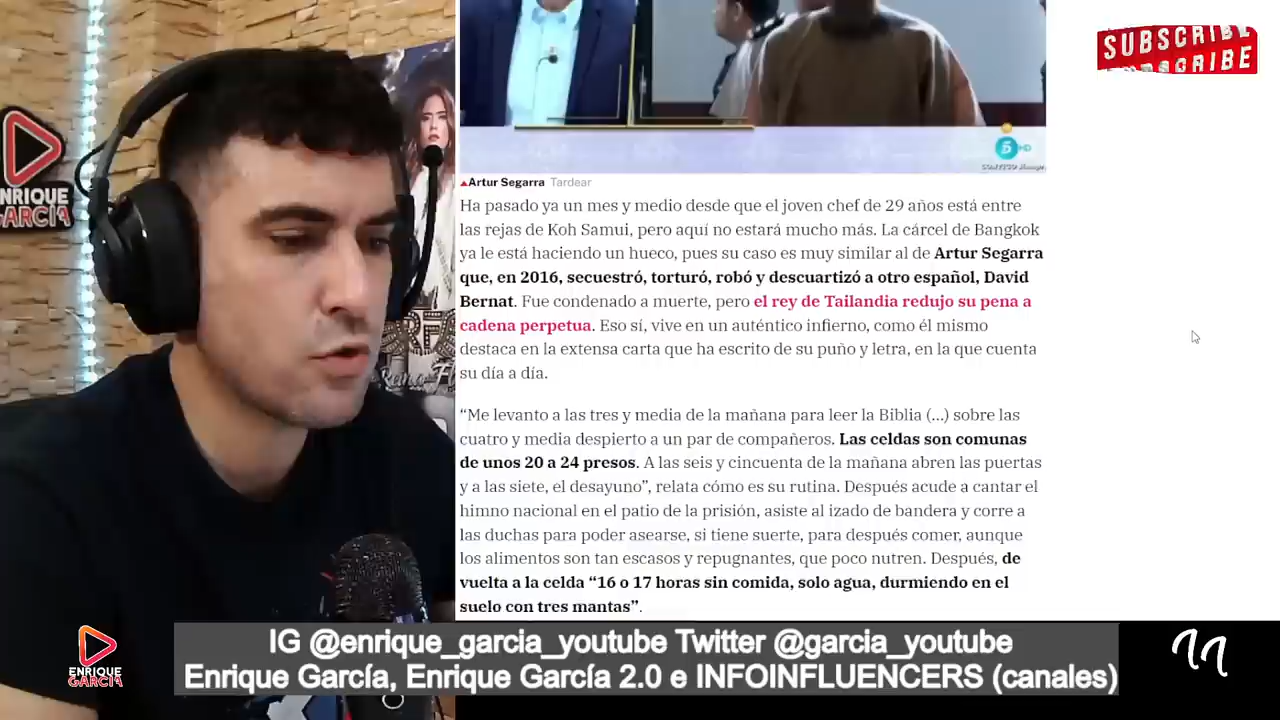 SUBSCRIBE
SUBSCRIBE
ENRIQUE
GARCÍA
5 HD
Artur Segarra Tardear
Ha pasado ya un mes y medio desde que el joven chef de 29 años está entre
las rejas de Koh Samui, pero aquí no estará mucho más. La cárcel de Bangkok
ya le está haciendo un hueco, pues su caso es muy similar al de Artur Segarra
que, en 2016, secuestró, torturó, robó y descuartizó a otro español, David
Bernat. Fue condenado a muerte, pero el rey de Tailandia redujo su pena a
cadena perpetua. Eso sí, vive en un auténtico infierno, como él mismo
destaca en la extensa carta que ha escrito de su puño y letra, en la que cuenta
su día a día.
“Me levanto a las tres y media de la mañana para leer la Biblia (...) sobre las
cuatro y media despierto a un par de compañeros. Las celdas son comunas
de unos 20 a 24 presos. A las seis y cincuenta de la mañana abren las puertas
y a las siete, el desayuno”, relata cómo es su rutina. Después acude a cantar el
himno nacional en el patio de la prisión, asiste al izado de bandera y corre a
las duchas para poder asearse, si tiene suerte, para después comer, aunque
los alimentos son tan escasos y repugnantes, que poco nutren. Después, de
vuelta a la celda “16 o 17 horas sin comida, solo agua, durmiendo en el
suelo con tres mantas”.
IG @enrique_garcia_youtube Twitter @garcia_youtube
Enrique García, Enrique García 2.0 e INFOINFLUENCERS (canales)
ENRIQUE
GARCÍA